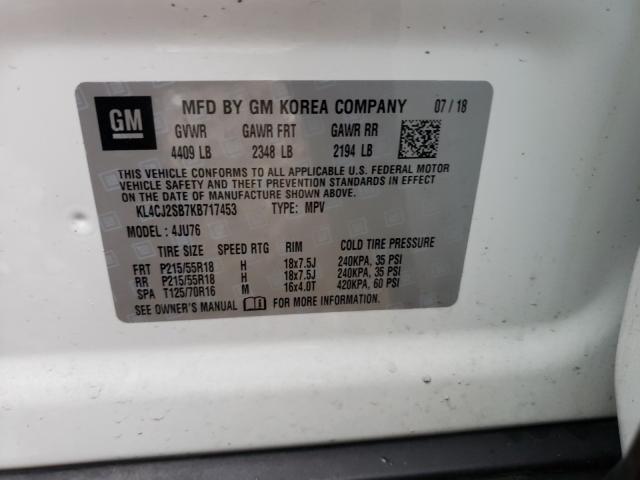 GM
MFD BY GM KOREA COMPANY 07 / 18
GVWR GAWR FRT GAWR RR
4409 LB 2348 LB 2194 LB
THIS VEHICLE CONFORMS TO ALL APPLICABLE U.S. FEDERAL MOTOR
VEHICLE SAFETY AND THEFT PREVENTION STANDARDS IN EFFECT
ON THE DATE OF MANUFACTURE SHOWN ABOVE.
KL4CJ2SB7KB717453 TYPE: MPV
MODEL: 4JU76
TIRE SIZE SPEED RTG RIM COLD TIRE PRESSURE
FRT P215/55R18 H 18x7.5J 240KPA, 35 PSI
RR P215/55R18 H 18x7.5J 240KPA, 35 PSI
SPA T125/70R16 M 16x4.0T 420KPA, 60 PSI
SEE OWNER'S MANUAL FOR MORE INFORMATION.